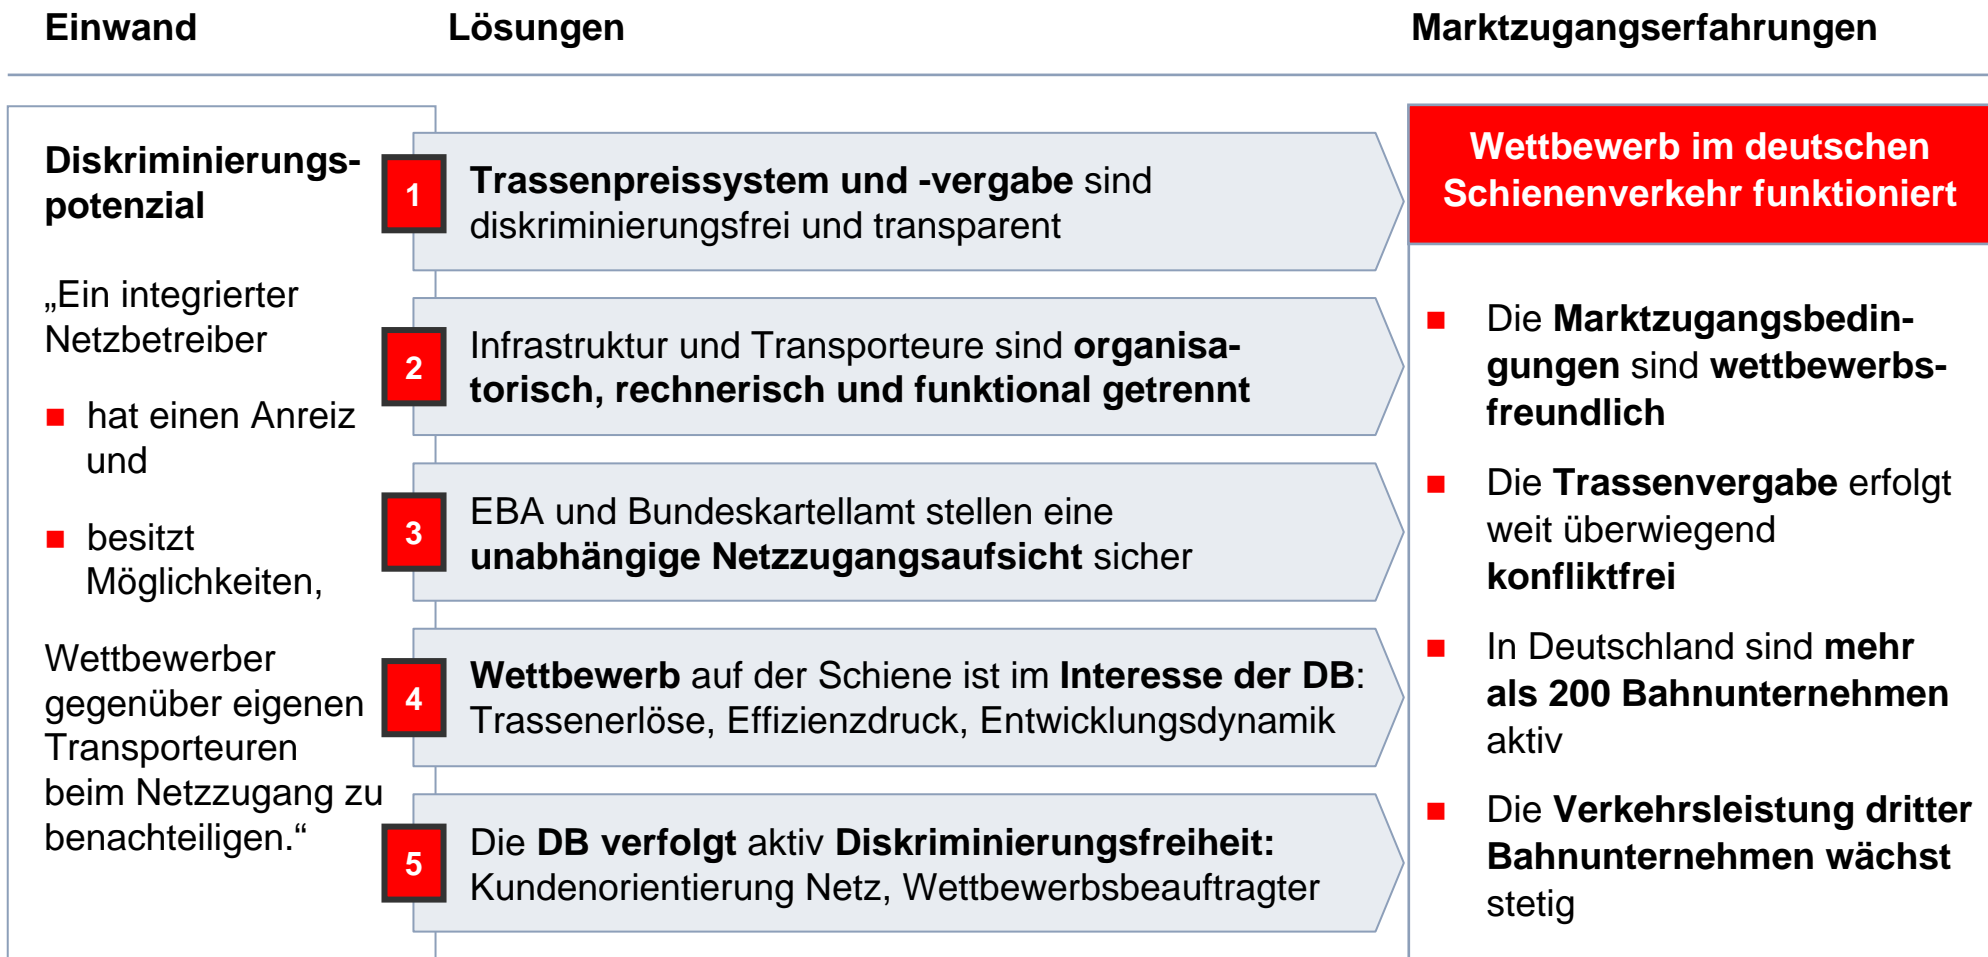 Einwand
Lösungen
Marktzugangserfahrungen
Diskriminierungs-
potenzial
„Ein integrierter
Netzbetreiber
■ hat einen Anreiz
und
■ besitzt
Möglichkeiten,
Wettbewerber
gegenüber eigenen
Transporteuren
beim Netzzugang zu
benachteiligen.“
1
Trassenpreissystem und -vergabe sind
diskriminierungsfrei und transparent
2
Infrastruktur und Transporteure sind organisa-
torisch, rechnerisch und funktional getrennt
3
EBA und Bundeskartellamt stellen eine
unabhängige Netzzugangsaufsicht sicher
4
Wettbewerb auf der Schiene ist im Interesse der DB:
Trassenerlöse, Effizienzdruck, Entwicklungsdynamik
5
Die DB verfolgt aktiv Diskriminierungsfreiheit:
Kundenorientierung Netz, Wettbewerbsbeauftragter
Wettbewerb im deutschen
Schienenverkehr funktioniert
■ Die Marktzugangsbedin-
gungen sind wettbewerbs-
freundlich
■ Die Trassenvergabe erfolgt
weit überwiegend
konfliktfrei
■ In Deutschland sind mehr
als 200 Bahnunternehmen
aktiv
■ Die Verkehrsleistung dritter
Bahnunternehmen wächst
stetig